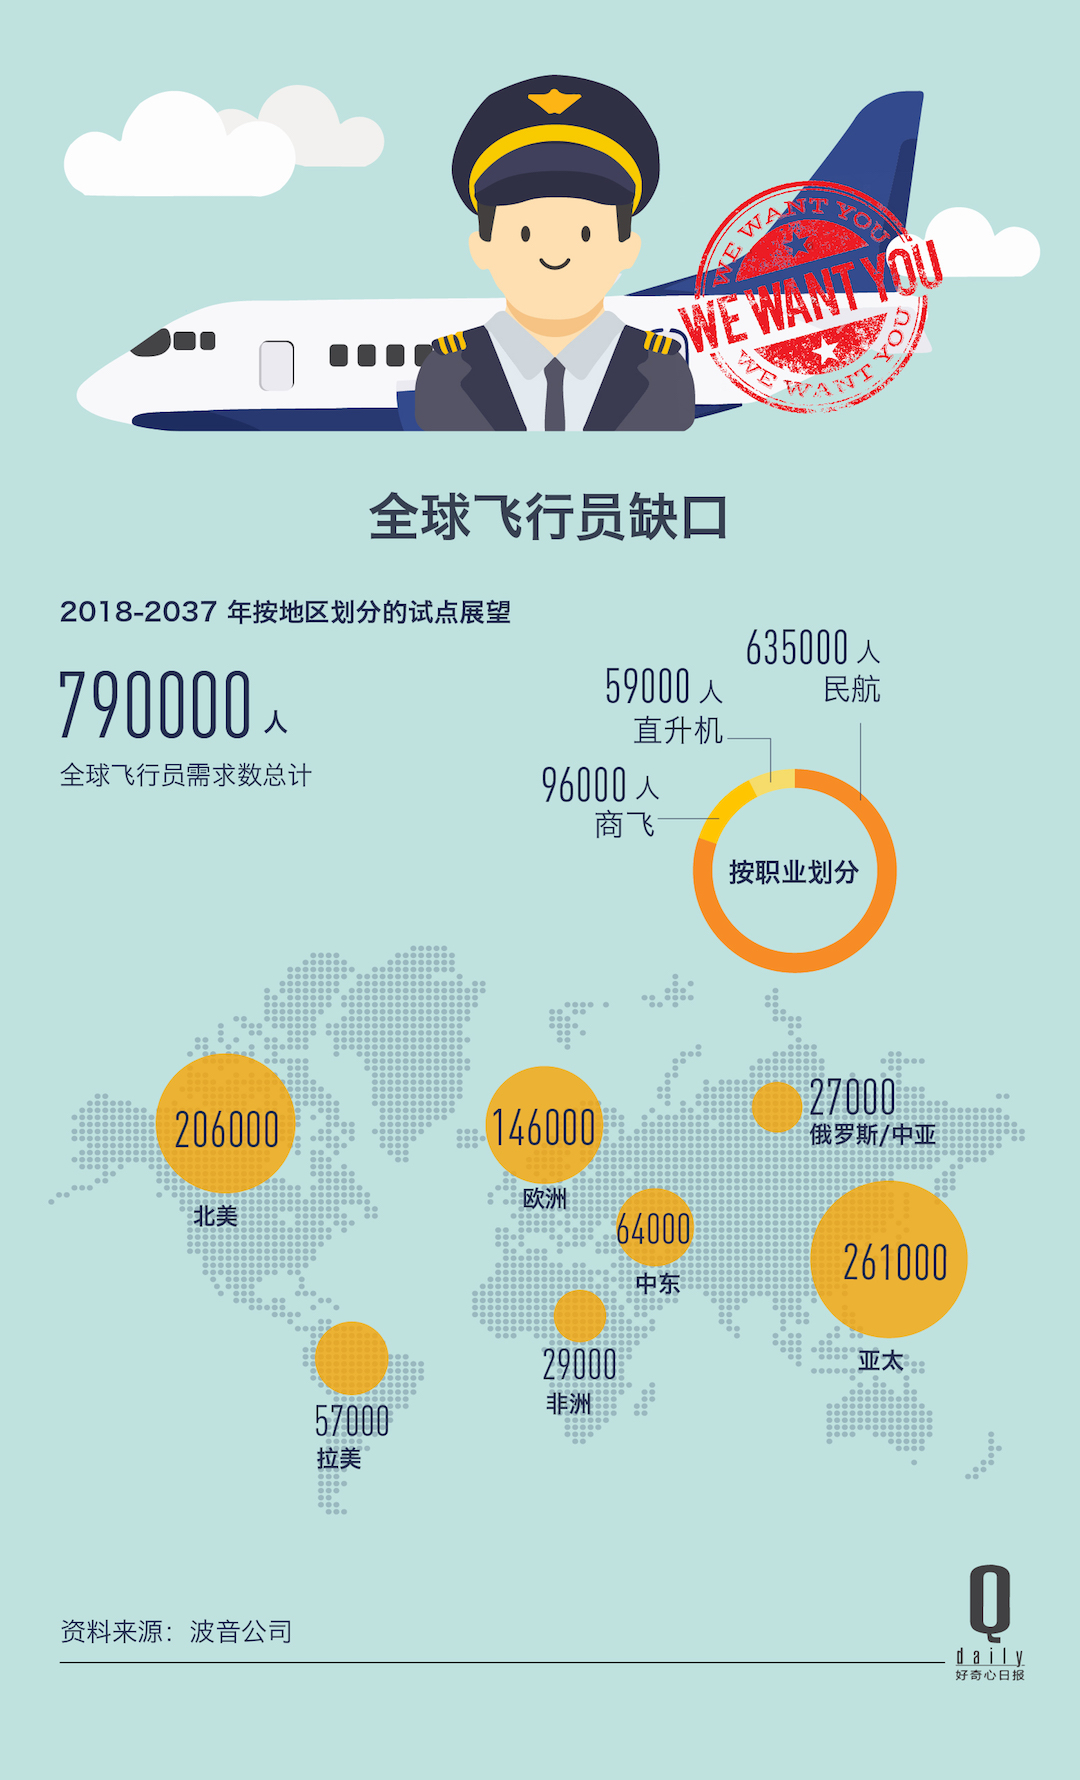 WE WANT YOU
WE WANT YOU
WE WANT YOU
全球飞行员缺口
2018-2037 年按地区划分的试点展望
790000 人
全球飞行员需求数总计
635000 人
民航
59000 人
直升机
96000 人
商飞
按职业划分
206000
北美
146000
欧洲
27000
俄罗斯/中亚
64000
中东
261000
亚太
29000
非洲
57000
拉美
资料来源：波音公司
Q
daily
好奇心日报